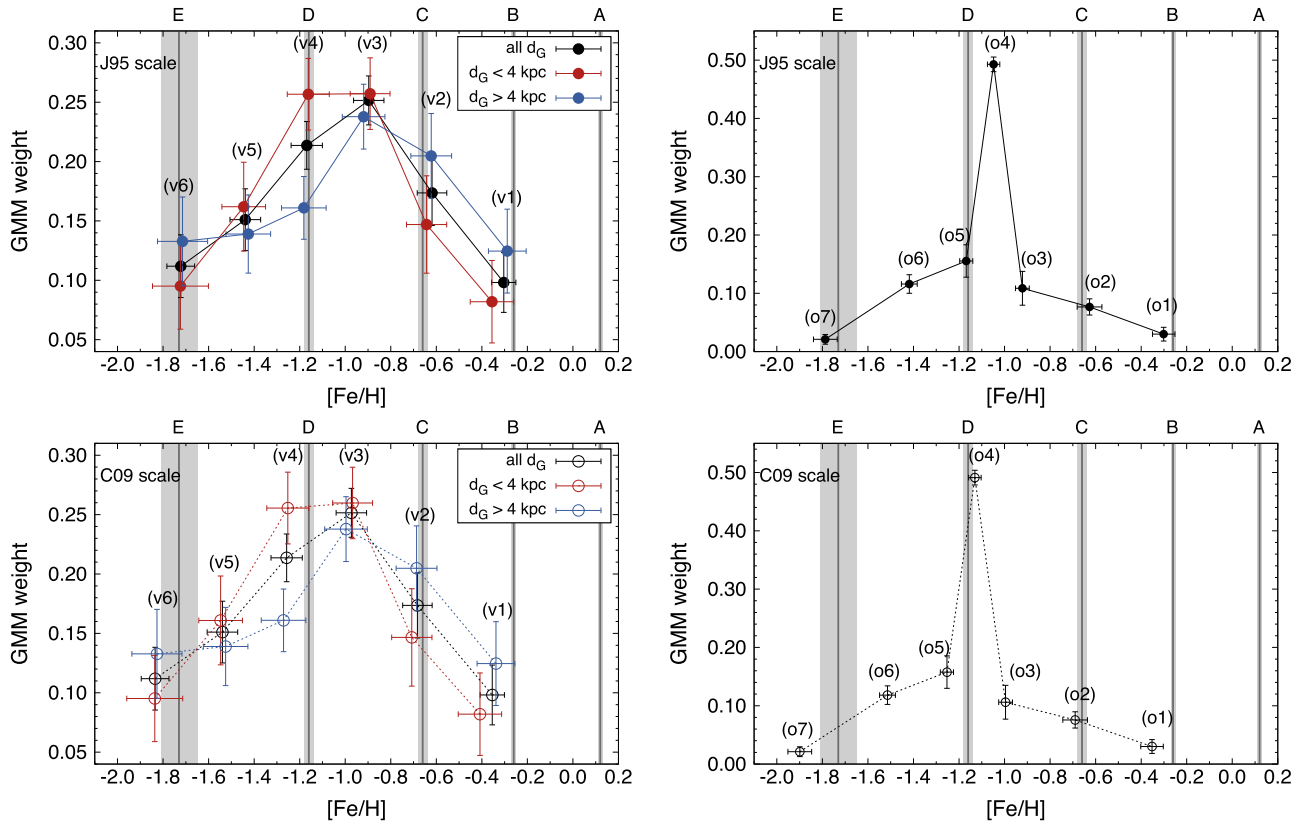 E D C B A
0.30
0.25
0.20
0.15
0.10
0.05
GMM weight
J95 scale
all dG
dG < 4 kpc
dG > 4 kpc
(v6)
(v5)
(v4)
(v3)
(v2)
(v1)
-2.0 -1.8 -1.6 -1.4 -1.2 -1.0 -0.8 -0.6 -0.4 -0.2 0.0 0.2
[Fe/H]
E D C B A
0.50
0.40
0.30
0.20
0.10
0.00
GMM weight
J95 scale
(o7)
(o6)
(o5)
(o4)
(o3)
(o2)
(o1)
-2.0 -1.8 -1.6 -1.4 -1.2 -1.0 -0.8 -0.6 -0.4 -0.2 0.0 0.2
[Fe/H]
E D C B A
0.30
0.25
0.20
0.15
0.10
0.05
GMM weight
C09 scale
all dG
dG < 4 kpc
dG > 4 kpc
(v6)
(v5)
(v4)
(v3)
(v2)
(v1)
-2.0 -1.8 -1.6 -1.4 -1.2 -1.0 -0.8 -0.6 -0.4 -0.2 0.0 0.2
[Fe/H]
E D C B A
0.50
0.40
0.30
0.20
0.10
0.00
GMM weight
C09 scale
(o7)
(o6)
(o5)
(o4)
(o3)
(o2)
(o1)
-2.0 -1.8 -1.6 -1.4 -1.2 -1.0 -0.8 -0.6 -0.4 -0.2 0.0 0.2
[Fe/H]